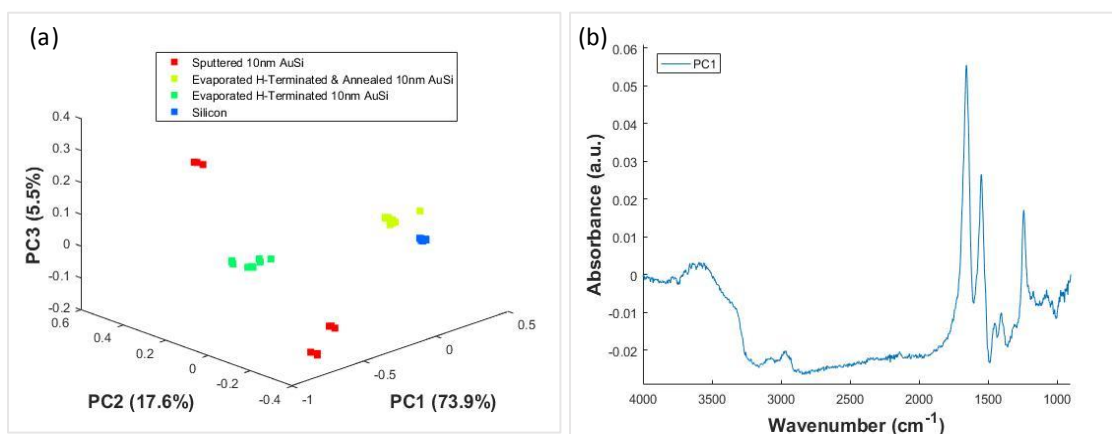 (a)
Sputtered 10nm AuSi
Evaporated H-Terminated & Annealed 10nm AuSi
Evaporated H-Terminated 10nm AuSi
Silicon
PC3 (5.5%)
0.4
0.3
0.2
0.1
0
-0.1
-0.2
0.6
0.4
0.2
0
-0.2
-0.4
PC2 (17.6%)
-1
-0.5
0
0.5
PC1 (73.9%)
(b)
PC1
Absorbance (a.u.)
0.06
0.05
0.04
0.03
0.02
0.01
0
-0.01
-0.02
4000 3500 3000 2500 2000 1500 1000
Wavenumber (cm-1)